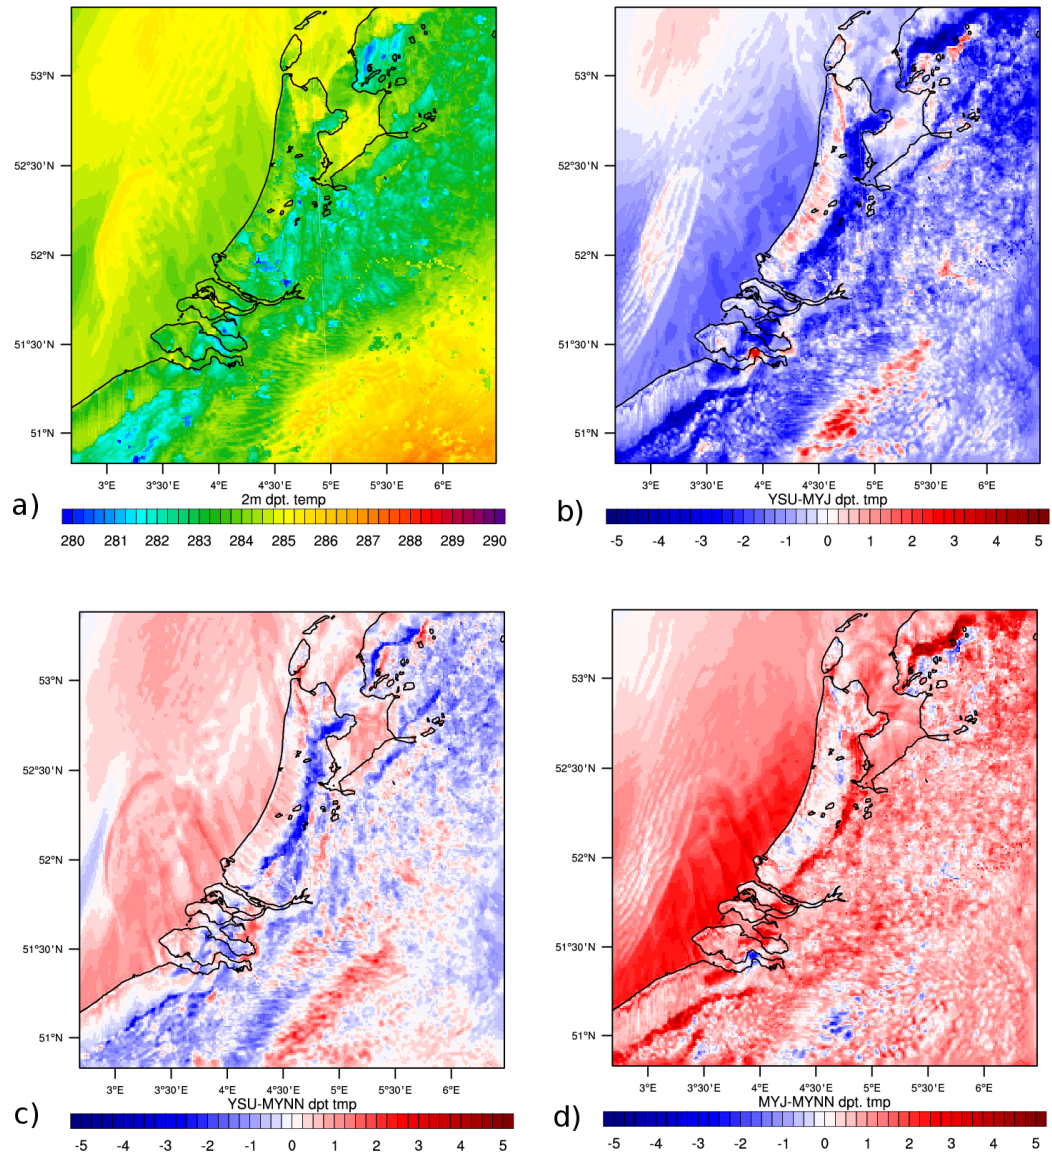 53°N 53°N
52°30'N 52°30'N
52°N 52°N
51°30'N 51°30'N
51°N 51°N
3°E 3°30'E 4°E 4°30'E 5°E 5°30'E 6°E 3°E 3°30'E 4°E 4°30'E 5°E 5°30'E 6°E
a) 2m dpt. temp b) YSU-MYJ dpt. tmp
280 281 282 283 284 285 286 287 288 289 290 -5 -4 -3 -2 -1 0 1 2 3 4 5
53°N 53°N
52°30'N 52°30'N
52°N 52°N
51°30'N 51°30'N
51°N 51°N
3°E 3°30'E 4°E 4°30'E 5°E 5°30'E 6°E 3°E 3°30'E 4°E 4°30'E 5°E 5°30'E 6°E
c) YSU-MYNN dpt tmp d) MYJ-MYNN dpt. tmp
-5 -4 -3 -2 -1 0 1 2 3 4 5 -5 -4 -3 -2 -1 0 1 2 3 4 5